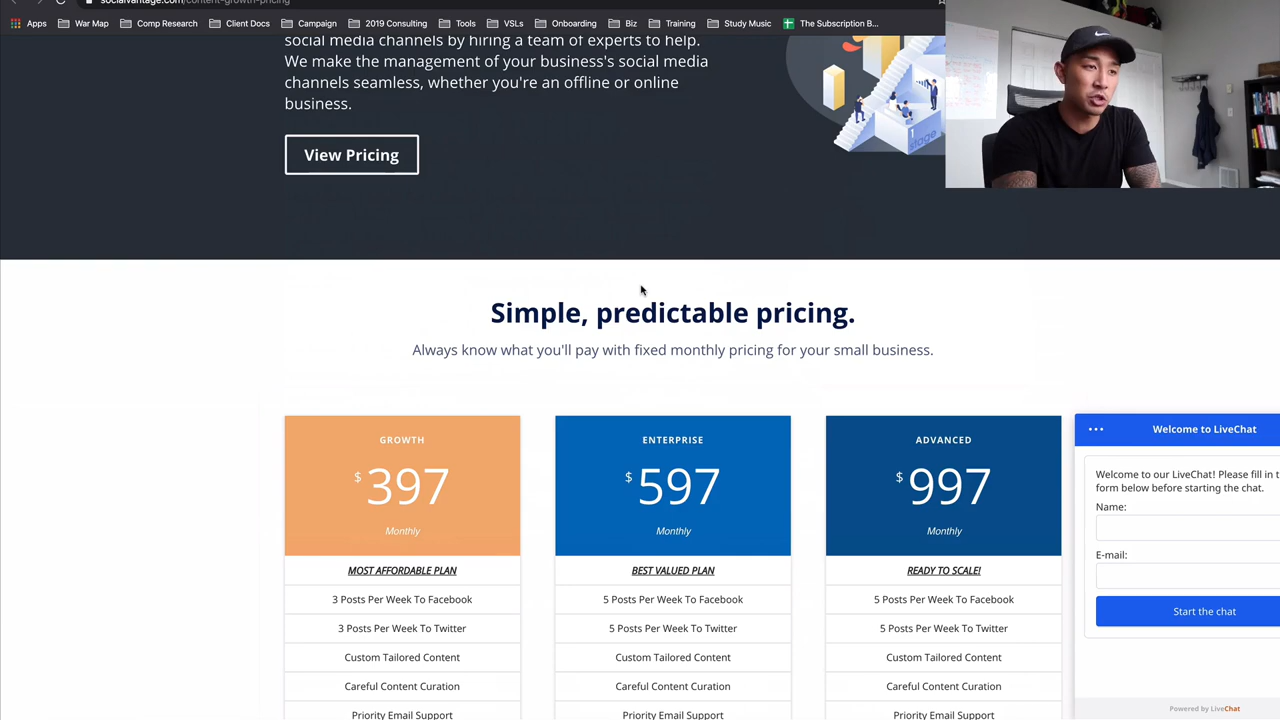 socialvantage.com/content-growth-pricing
Apps War Map Comp Research Client Docs Campaign 2019 Consulting Tools VSLs Onboarding Biz Training Study Music The Subscription B...
social media channels by hiring a team of experts to help.
We make the management of your business's social media
channels seamless, whether you're an offline or online
business.
View Pricing
1
stage
Simple, predictable pricing.
Always know what you'll pay with fixed monthly pricing for your small business.
GROWTH
$397
Monthly
MOST AFFORDABLE PLAN
3 Posts Per Week To Facebook
3 Posts Per Week To Twitter
Custom Tailored Content
Careful Content Curation
Priority Email Support
ENTERPRISE
$597
Monthly
BEST VALUED PLAN
5 Posts Per Week To Facebook
5 Posts Per Week To Twitter
Custom Tailored Content
Careful Content Curation
Priority Email Support
ADVANCED
$997
Monthly
READY TO SCALE!
5 Posts Per Week To Facebook
5 Posts Per Week To Twitter
Custom Tailored Content
Careful Content Curation
Priority Email Support
Welcome to LiveChat
Welcome to our LiveChat! Please fill in t
form below before starting the chat.
Name:
E-mail:
Start the chat
Powered by LiveChat